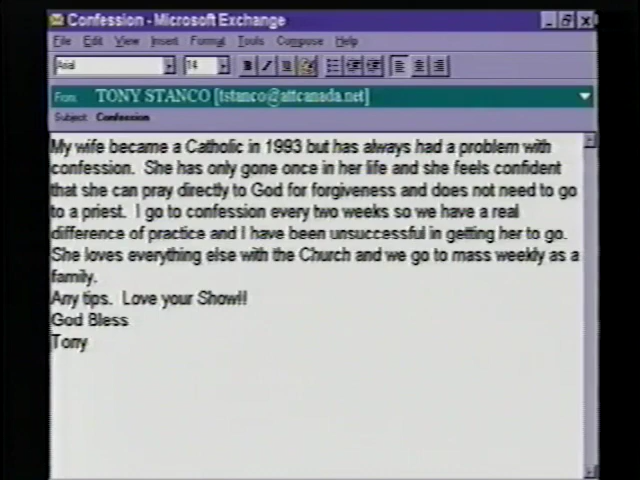 Confession - Microsoft Exchange
File Edit View Insert Format Tools Compose Help
Arial 14 B I U
From: TONY STANCO [tstanco@attcanada.net]
Subject: Confession
My wife became a Catholic in 1993 but has always had a problem with
confession. She has only gone once in her life and she feels confident
that she can pray directly to God for forgiveness and does not need to go
to a priest. I go to confession every two weeks so we have a real
difference of practice and I have been unsuccessful in getting her to go.
She loves everything else with the Church and we go to mass weekly as a
family.
Any tips. Love your Show!!
God Bless
Tony